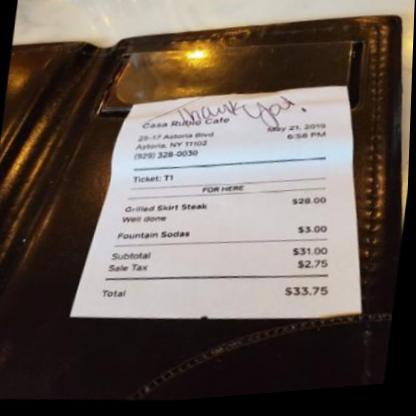 Thank you!
Casa Rubio Cafe
25-17 Astoria Blvd
Astoria, NY 11102
(929) 328-0030
May 21, 2019
6:58 PM
Ticket: T1
FOR HERE
Grilled Skirt Steak $28.00
Well done
Fountain Sodas $3.00
Subtotal $31.00
Sale Tax $2.75
Total $33.75